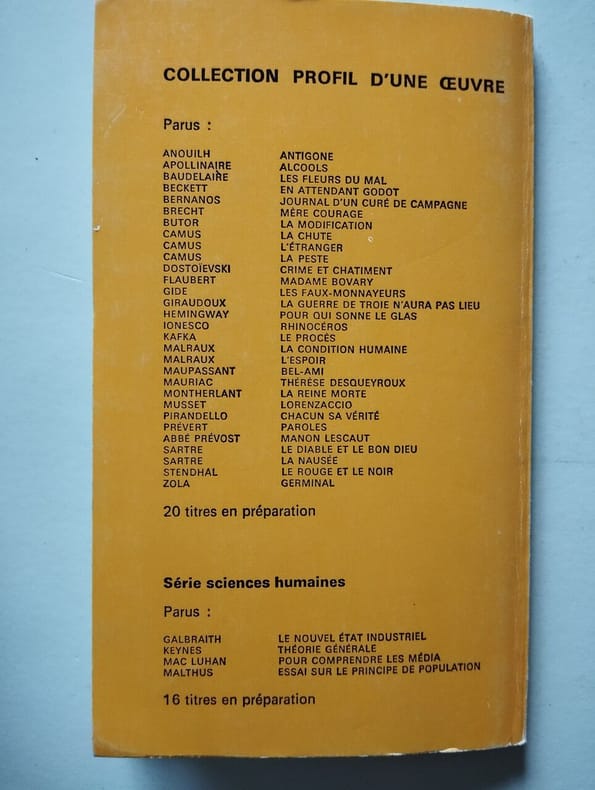 COLLECTION PROFIL D'UNE ŒUVRE
Parus :
ANOUILH ANTIGONE
APOLLINAIRE ALCOOLS
BAUDELAIRE LES FLEURS DU MAL
BECKETT EN ATTENDANT GODOT
BERNANOS JOURNAL D'UN CURÉ DE CAMPAGNE
BRECHT MÈRE COURAGE
BUTOR LA MODIFICATION
CAMUS LA CHUTE
CAMUS L'ÉTRANGER
CAMUS LA PESTE
DOSTOÏEVSKI CRIME ET CHATIMENT
FLAUBERT MADAME BOVARY
GIDE LES FAUX-MONNAYEURS
GIRAUDOUX LA GUERRE DE TROIE N'AURA PAS LIEU
HEMINGWAY POUR QUI SONNE LE GLAS
IONESCO RHINOCÉROS
KAFKA LE PROCÈS
MALRAUX LA CONDITION HUMAINE
MALRAUX L'ESPOIR
MAUPASSANT BEL-AMI
MAURIAC THÉRÈSE DESQUEYROUX
MONTHERLANT LA REINE MORTE
MUSSET LORENZACCIO
PIRANDELLO CHACUN SA VÉRITÉ
PRÉVERT PAROLES
ABBÉ PRÉVOST MANON LESCAUT
SARTRE LE DIABLE ET LE BON DIEU
SARTRE LA NAUSÉE
STENDHAL LE ROUGE ET LE NOIR
ZOLA GERMINAL
20 titres en préparation
Série sciences humaines
Parus :
GALBRAITH LE NOUVEL ÉTAT INDUSTRIEL
KEYNES THÉORIE GÉNÉRALE
MAC LUHAN POUR COMPRENDRE LES MÉDIA
MALTHUS ESSAI SUR LE PRINCIPE DE POPULATION
16 titres en préparation